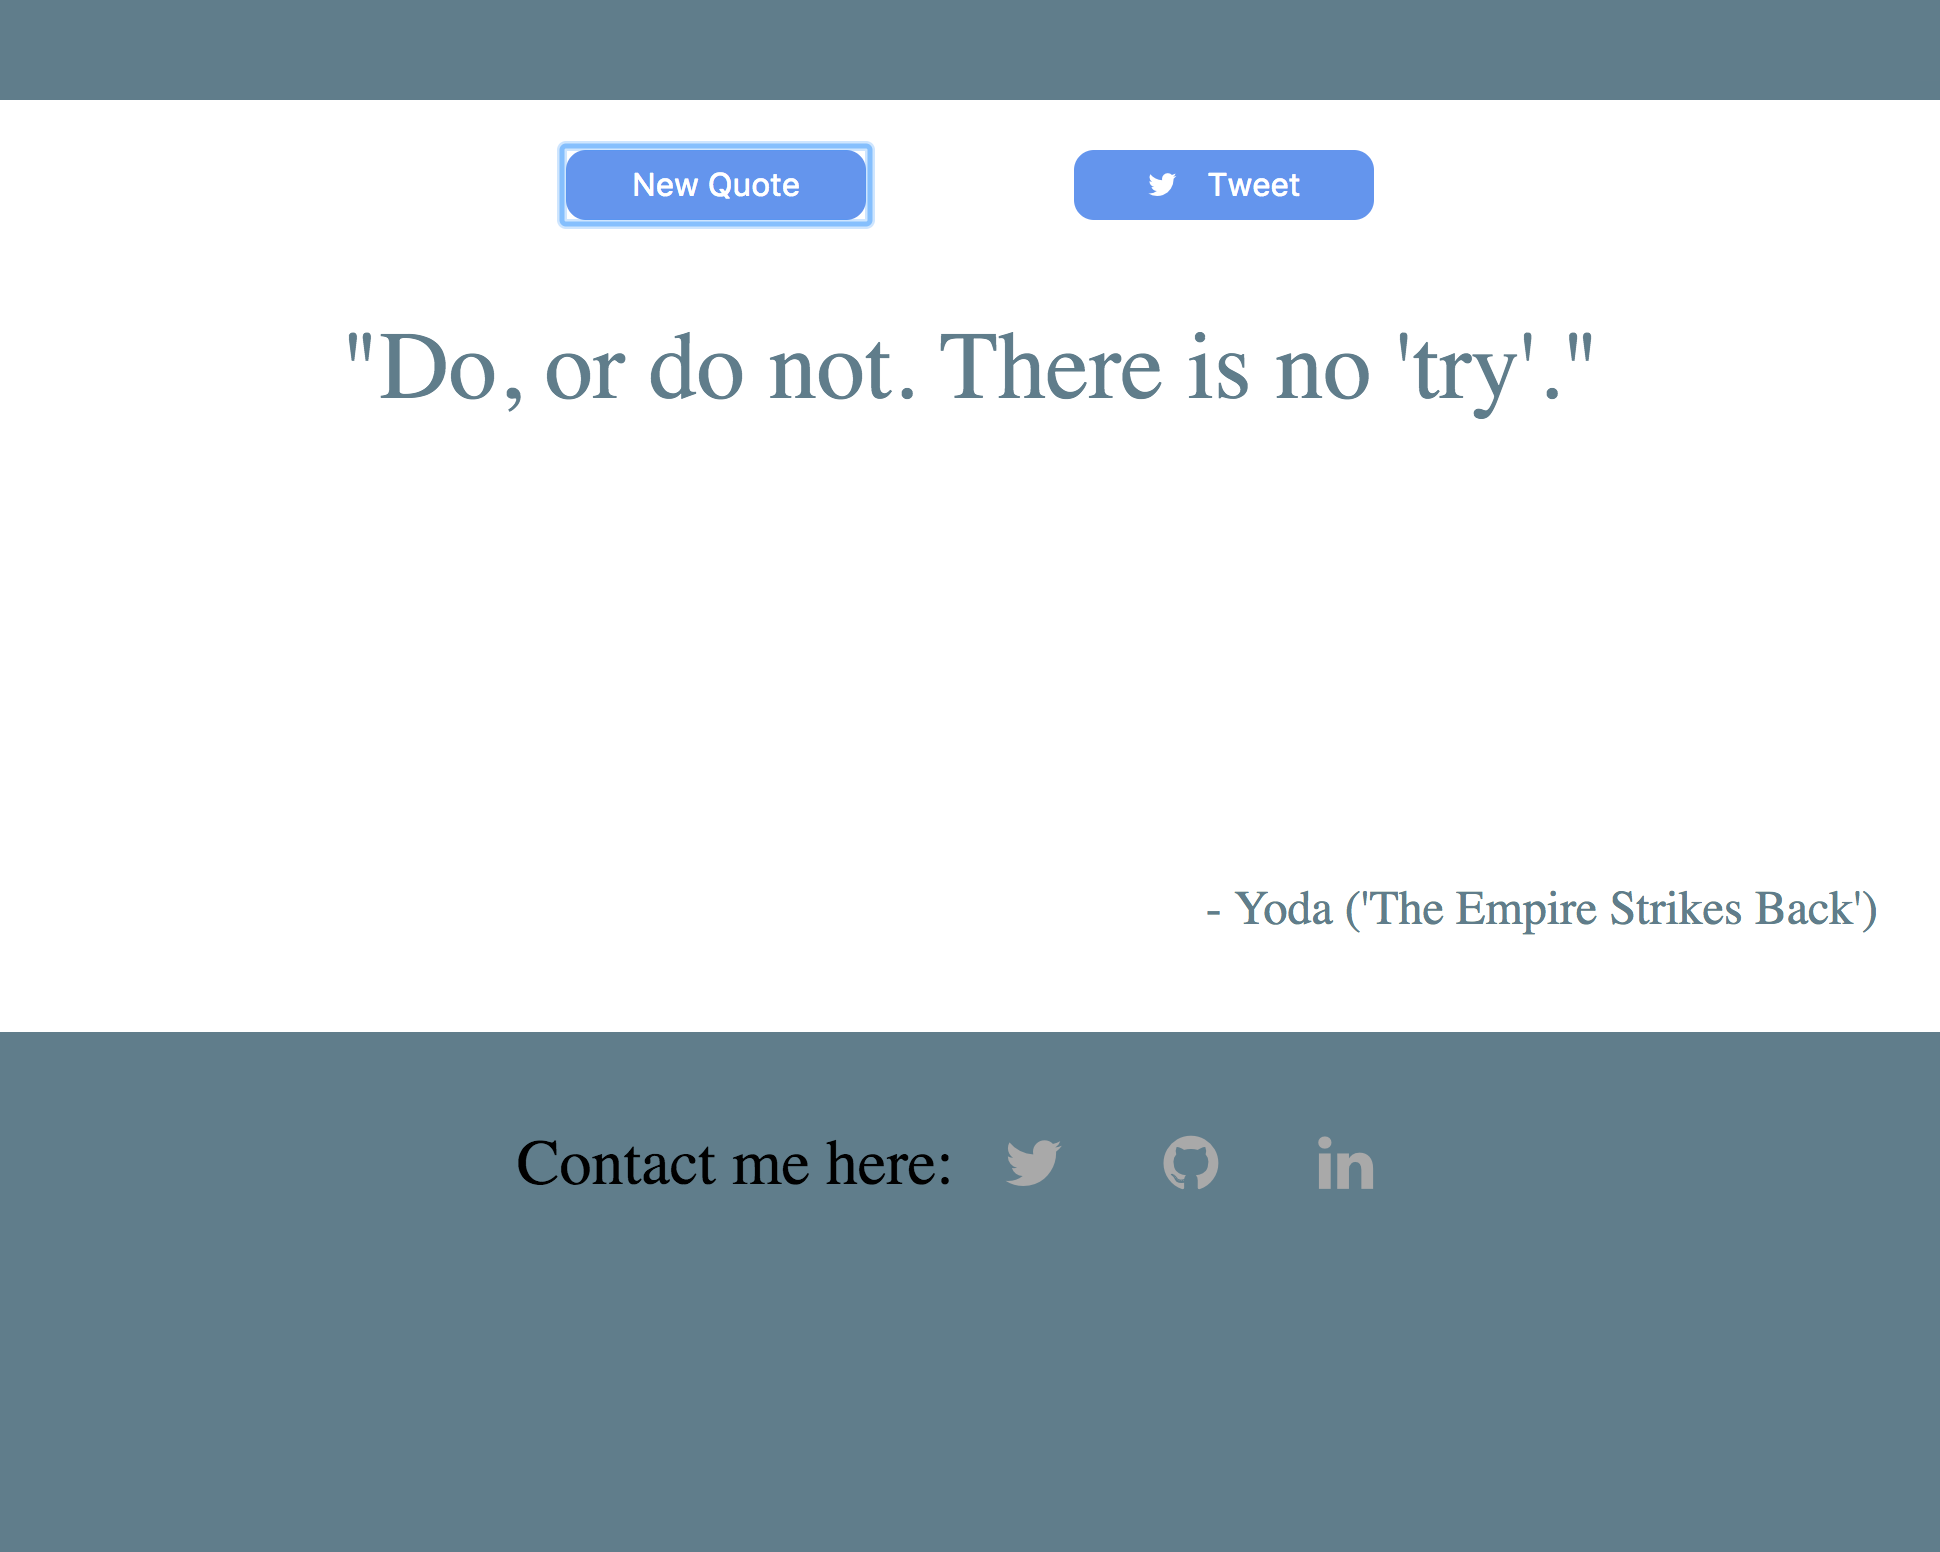 New Quote
Tweet
"Do, or do not. There is no 'try'."
- Yoda ('The Empire Strikes Back')
Contact me here: